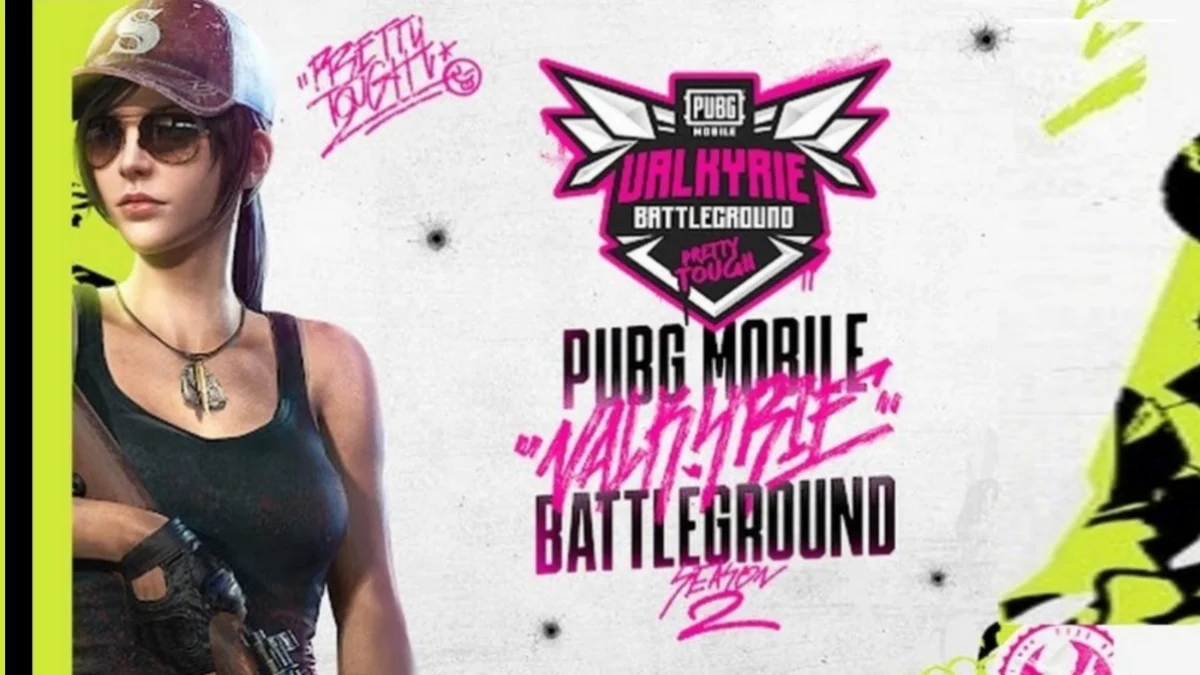 "PRETTY
TOUGH"
S
PUBG
MOBILE
VALKYRIE
BATTLEGROUND
PRETTY
TOUGH
PUBG MOBILE
"VALKYRIE"
BATTLEGROUND
SEASON
2